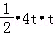 1/2 * 4t * t